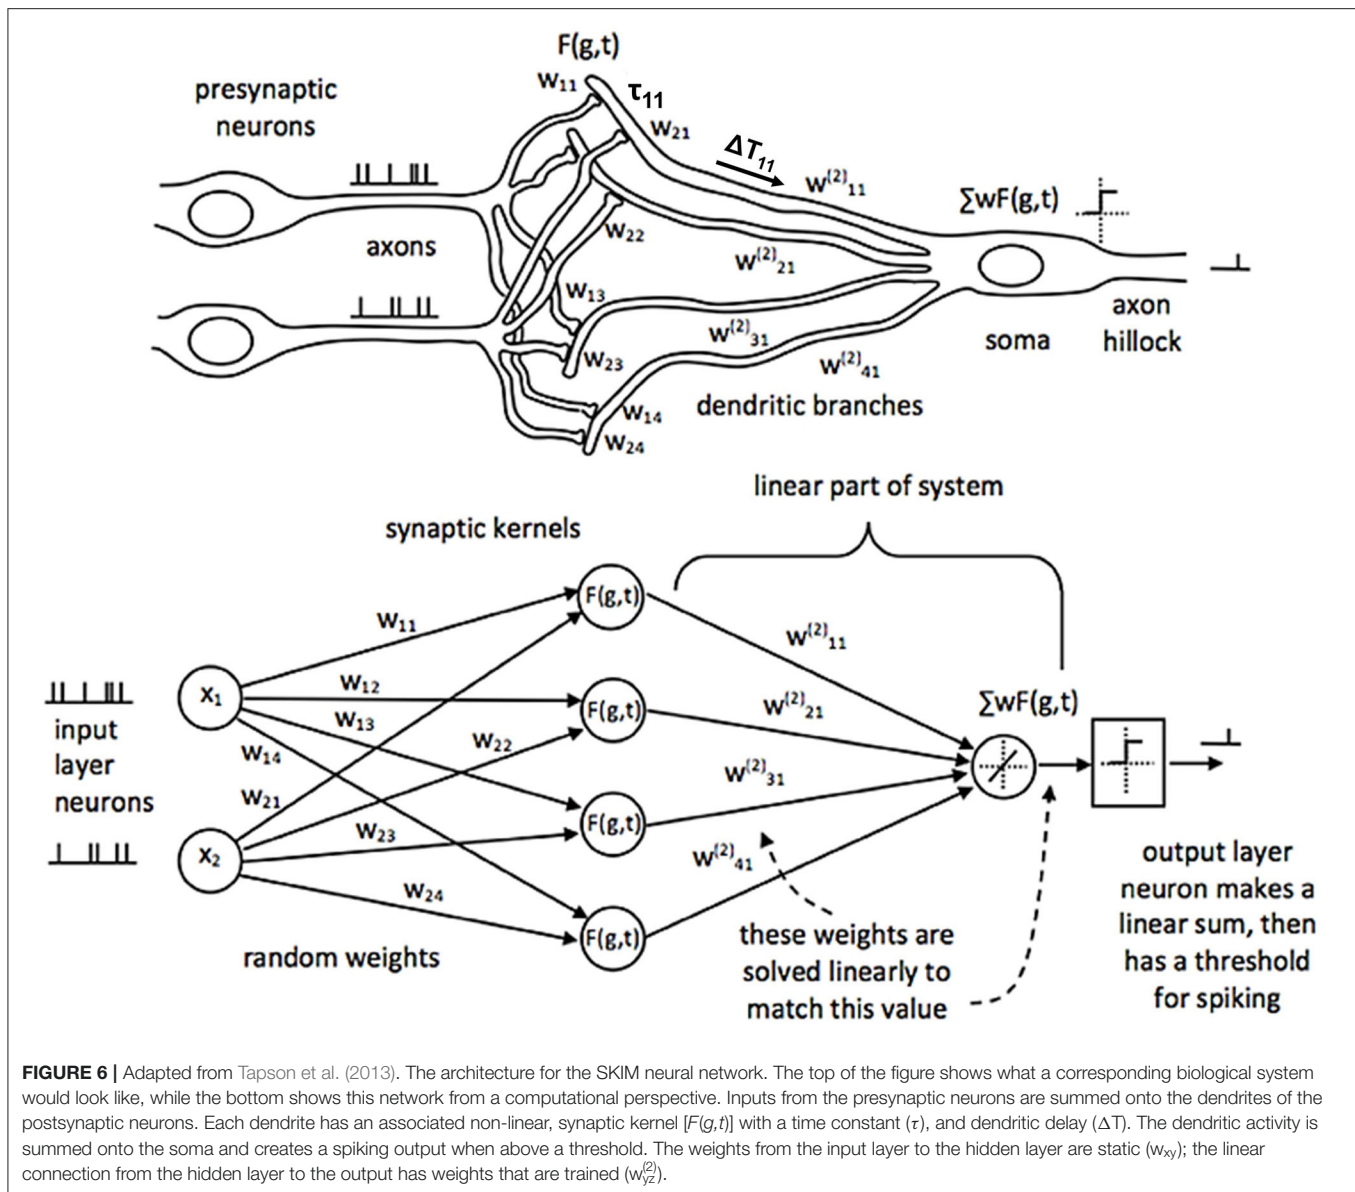 F(g,t)
w11
τ11
presynaptic
neurons
w21
ΔT11
w(2)11
∑wF(g,t)
axons
w22
w(2)21
w13
w(2)31
w23
w(2)41
axon
soma
hillock
dendritic branches
w14
w24
linear part of system
synaptic kernels
F(g,t)
w11
w(2)11
X1
w12
w(2)21
∑wF(g,t)
input
layer
neurons
w13
F(g,t)
w14
w22
w(2)31
w21
F(g,t)
w23
X2
w(2)41
w24
F(g,t)
random weights
these weights are
solved linearly to
match this value
output layer
neuron makes a
linear sum, then
has a threshold
for spiking
FIGURE 6 | Adapted from Tapson et al. (2013). The architecture for the SKIM neural network. The top of the figure shows what a corresponding biological system
would look like, while the bottom shows this network from a computational perspective. Inputs from the presynaptic neurons are summed onto the dendrites of the
postsynaptic neurons. Each dendrite has an associated non-linear, synaptic kernel [F(g,t)] with a time constant (τ), and dendritic delay (ΔT). The dendritic activity is
summed onto the soma and creates a spiking output when above a threshold. The weights from the input layer to the hidden layer are static (wxy); the linear
connection from the hidden layer to the output has weights that are trained (w(2)yz).